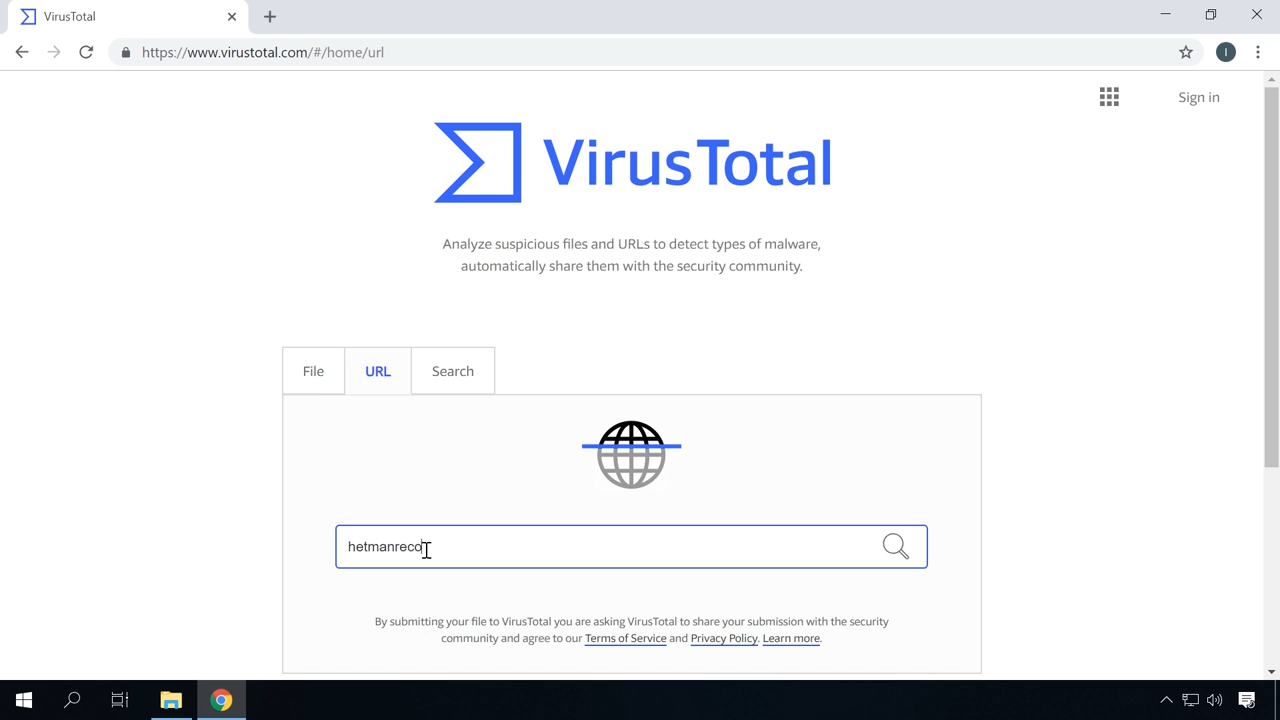 VirusTotal
https://www.virustotal.com/#/home/url
I
Sign in
VirusTotal
Analyze suspicious files and URLs to detect types of malware,
automatically share them with the security community.
File
URL
Search
hetmanreco
By submitting your file to VirusTotal you are asking VirusTotal to share your submission with the security
community and agree to our Terms of Service and Privacy Policy. Learn more.